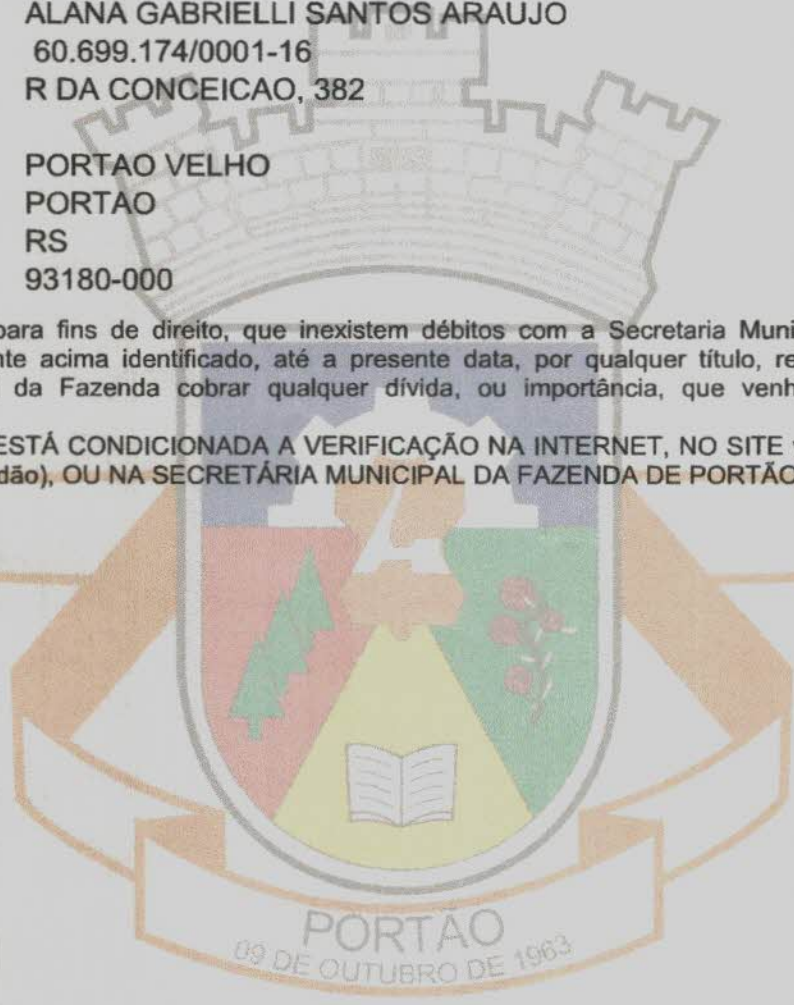 ALANA GABRIELLI SANTOS ARAUJO
60.699.174/0001-16
R DA CONCEICAO, 382
PORTAO VELHO
PORTAO
RS
93180-000
para fins de direito, que inexistem débitos com a Secretaria Muni
nte acima identificado, até a presente data, por qualquer título, re
da Fazenda cobrar qualquer dívida, ou importância, que venh
ESTÁ CONDICIONADA A VERIFICAÇÃO NA INTERNET, NO SITE
dão), OU NA SECRETÁRIA MUNICIPAL DA FAZENDA DE PORTÃO
PORTÃO
09 DE OUTUBRO DE 1963